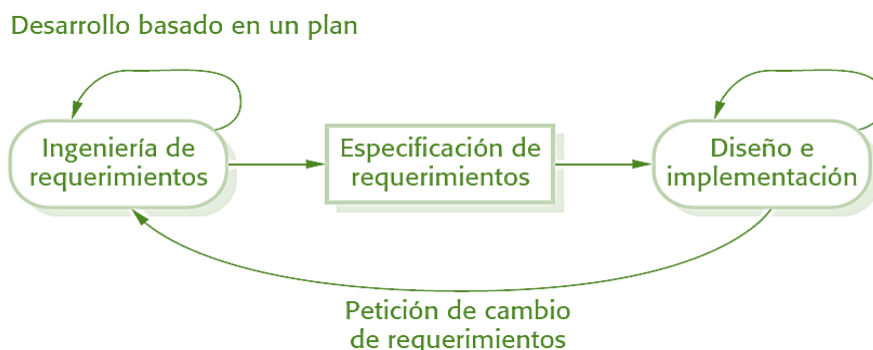 Desarrollo basado en un plan
Ingeniería de
requerimientos
Especificación de
requerimientos
Diseño e
implementación
Petición de cambio
de requerimientos